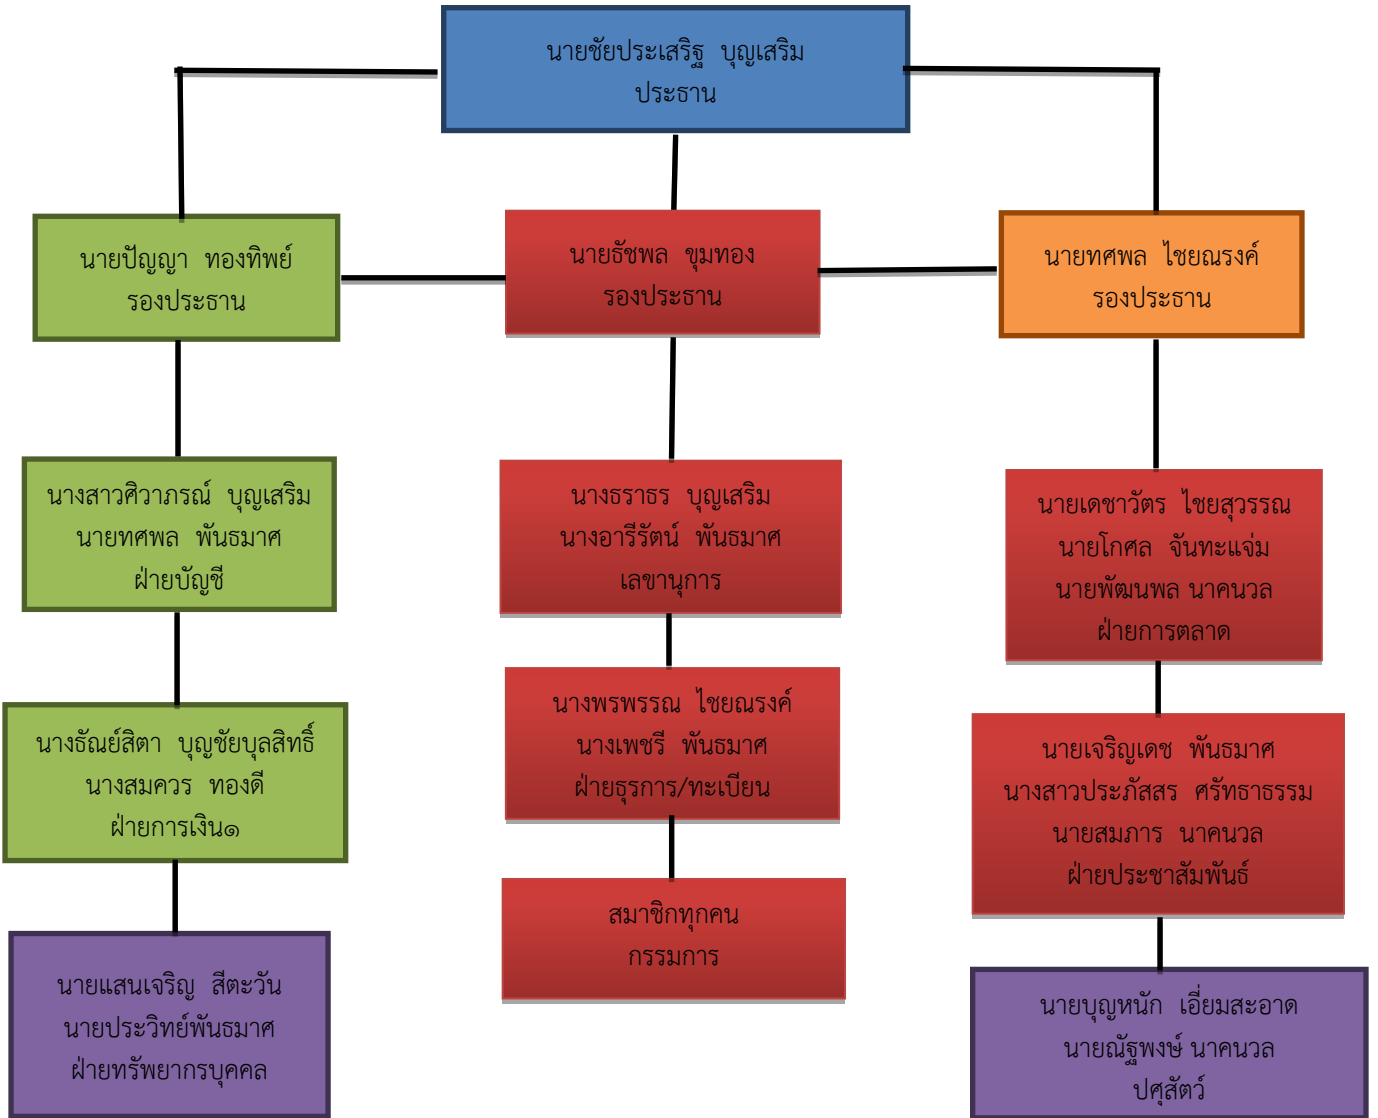 นายชัยประเสริฐ บุญเสริม
ประธาน
นายปัญญา ทองทิพย์
รองประธาน
นายธัชพล ขุมทอง
รองประธาน
นายทศพล ไชยณรงค์
รองประธาน
นางสาวศิวาภรณ์ บุญเสริม
นายทศพล พันธมาศ
ฝ่ายบัญชี
นางธราธร บุญเสริม
นางอารีรัตน์ พันธมาศ
เลขานุการ
นายเดชาวัตร ไชยสุวรรณ
นายโกศล จันทะแจ่ม
นายพัฒนพล นาคนวล
ฝ่ายการตลาด
นางธัณย์สิตา บุญชัยบุลสิทธิ์
นางสมควร ทองดี
ฝ่ายการเงิน๑
นางพรพรรณ ไชยณรงค์
นางเพชรี พันธมาศ
ฝ่ายธุรการ/ทะเบียน
นายเจริญเดช พันธมาศ
นางสาวประภัสสร ศรัทธาธรรม
นายสมภาร นาคนวล
ฝ่ายประชาสัมพันธ์
สมาชิกทุกคน
กรรมการ
นายแสนเจริญ สีตะวัน
นายประวิทย์พันธมาศ
ฝ่ายทรัพยากรบุคคล
นายบุญหนัก เอี่ยมสะอาด
นายณัฐพงษ์ นาคนวล
ปศุสัตว์